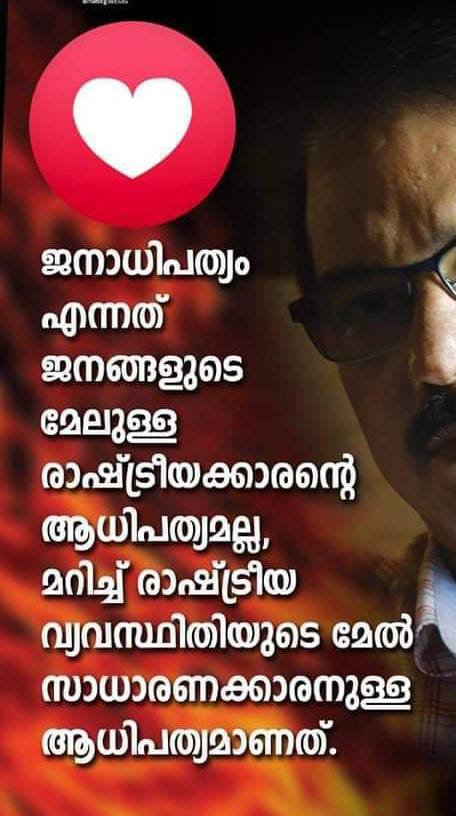 ജനാധിപത്യം
എന്നത്
ജനങ്ങളുടെ
മേലുള്ള
രാഷ്ട്രീയക്കാരന്റെ
ആധിപത്യമല്ല,
മറിച്ച് രാഷ്ട്രീയ
വ്യവസ്ഥിതിയുടെ മേൽ
സാധാരണക്കാരനുള്ള
ആധിപത്യമാണത്.